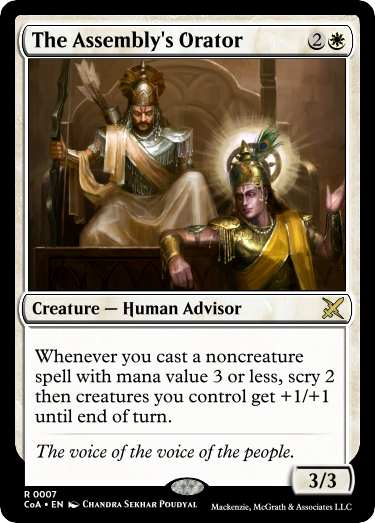 The Assembly's Orator 2
Creature — Human Advisor
Whenever you cast a noncreature
spell with mana value 3 or less, scry 2
then creatures you control get +1/+1
until end of turn.
The voice of the voice of the people.
3/3
R 0007
CoA • EN Chandra Sekhar Poudyal
Mackenzie, McGrath & Associates LLC